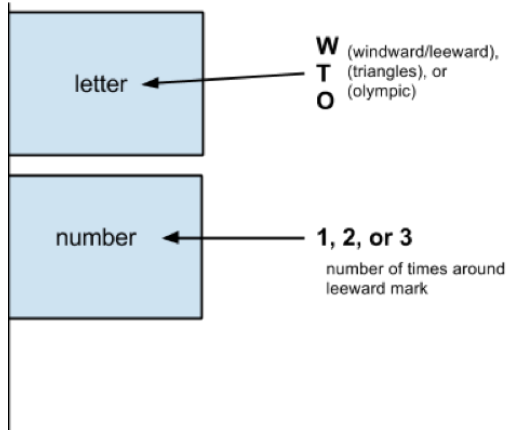 letter
W (windward/leeward),
T (triangles), or
O (olympic)
number
1, 2, or 3
number of times around
leeward mark